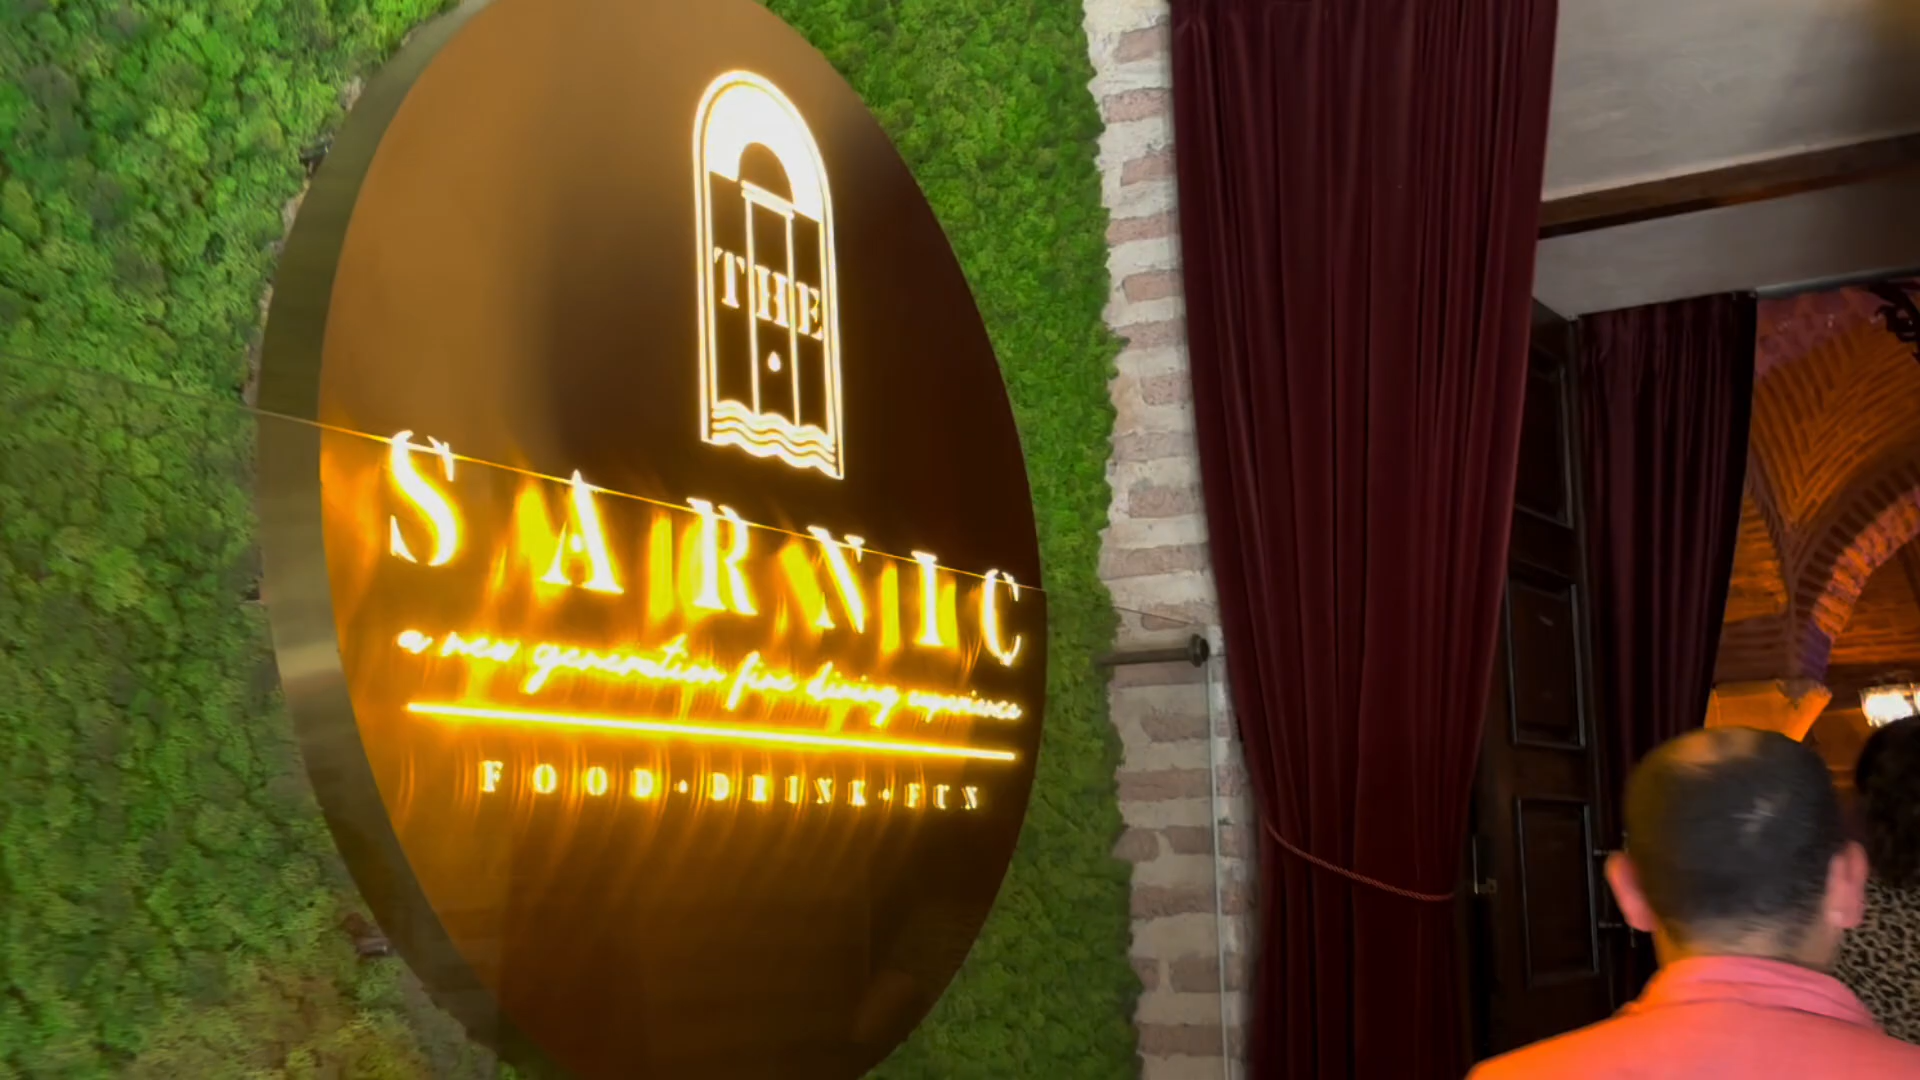 THE
SARNIC
a new generation fine dining experience
FOOD · DRINK · FUN